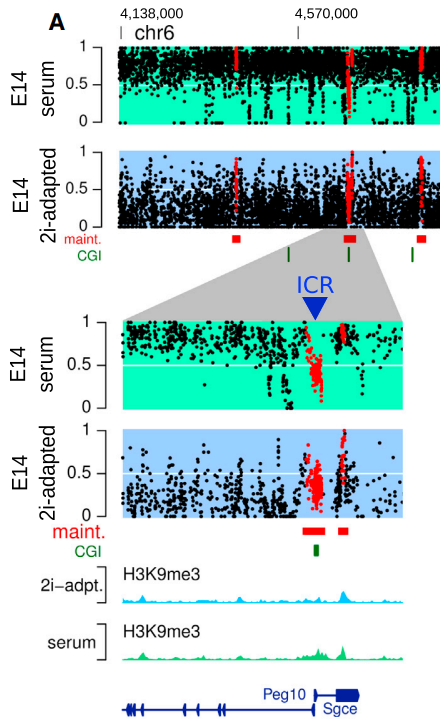 A
4,138,000 4,570,000
chr6
E14
serum
1
0.5
0
E14
2i-adapted
1
0.5
0
maint.
CGI
ICR
E14
serum
1
0.5
0
E14
2i-adapted
1
0.5
0
maint.
CGI
2i–adpt. H3K9me3
serum H3K9me3
Peg10
Sgce